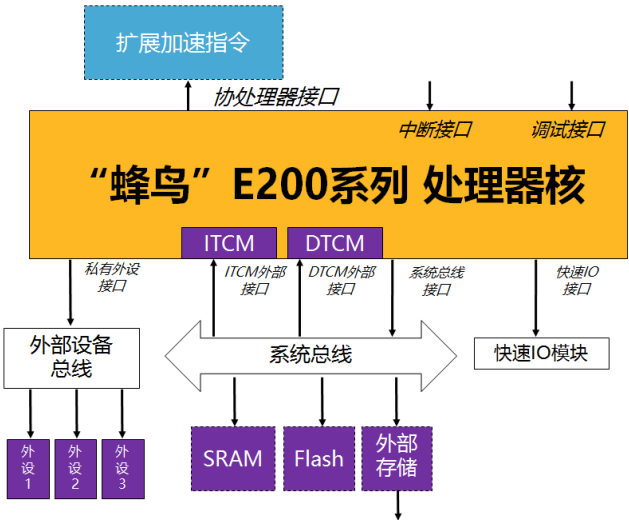 扩展加速指令
协处理器接口
中断接口
调试接口
“蜂鸟”E200系列 处理器核
ITCM
DTCM
私有外设
接口
ITCM外部
接口
DTCM外部
接口
系统总线
接口
快速IO
接口
外部设备
总线
系统总线
快速IO模块
外
设
1
外
设
2
外
设
3
SRAM
Flash
外部
存储